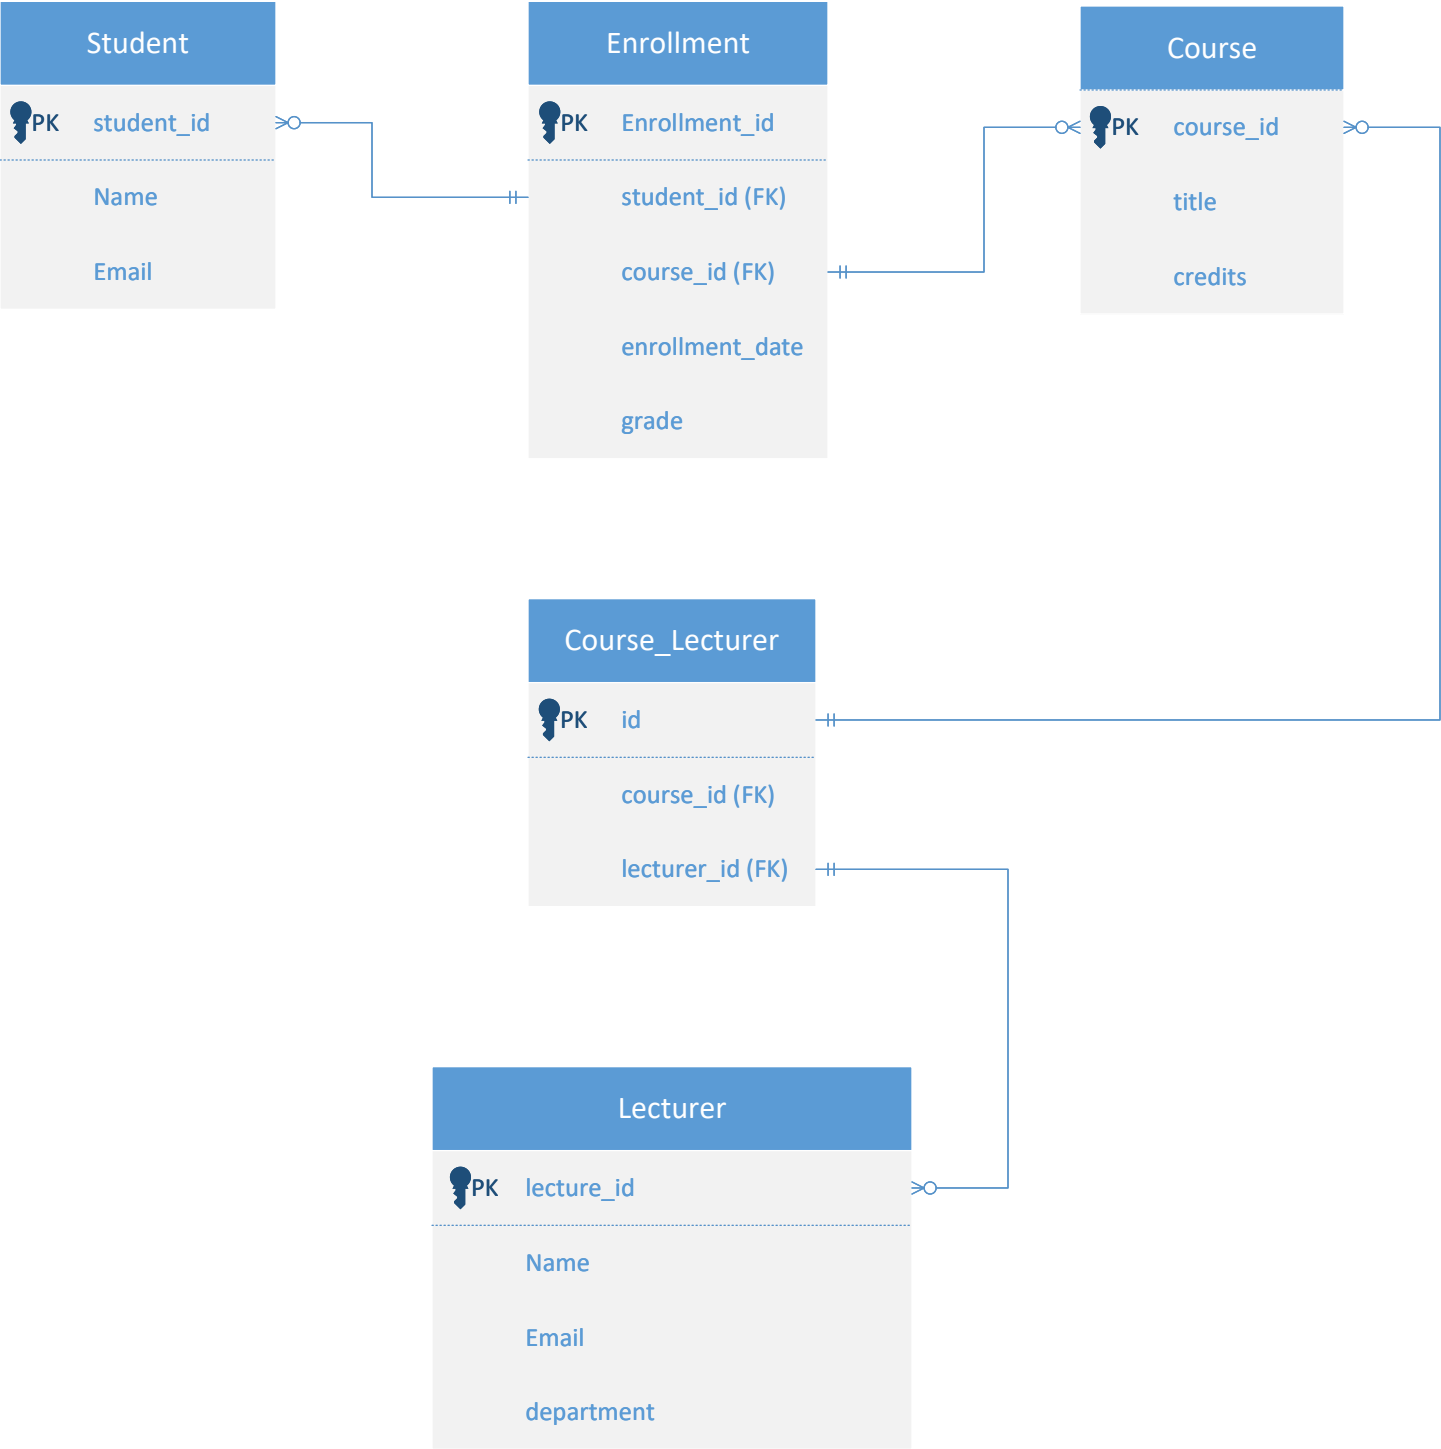 Student
PK student_id
Name
Email
Enrollment
PK Enrollment_id
student_id (FK)
course_id (FK)
enrollment_date
grade
Course
PK course_id
title
credits
Course_Lecturer
PK id
course_id (FK)
lecturer_id (FK)
Lecturer
PK lecture_id
Name
Email
department